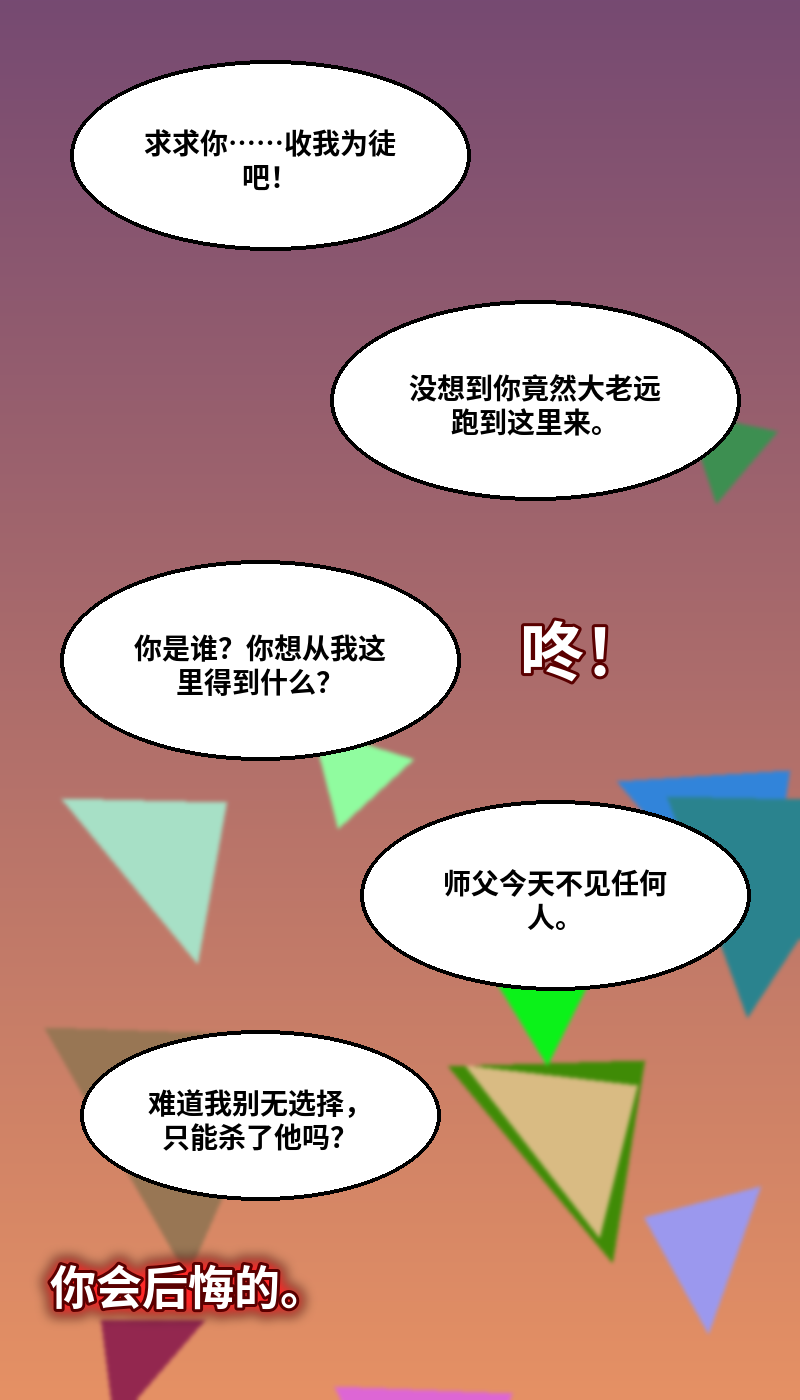 求求你……收我为徒
吧！
没想到你竟然大老远
跑到这里来。
你是谁？你想从我这
里得到什么？
咚！
师父今天不见任何
人。
难道我别无选择，
只能杀了他吗？
你会后悔的。